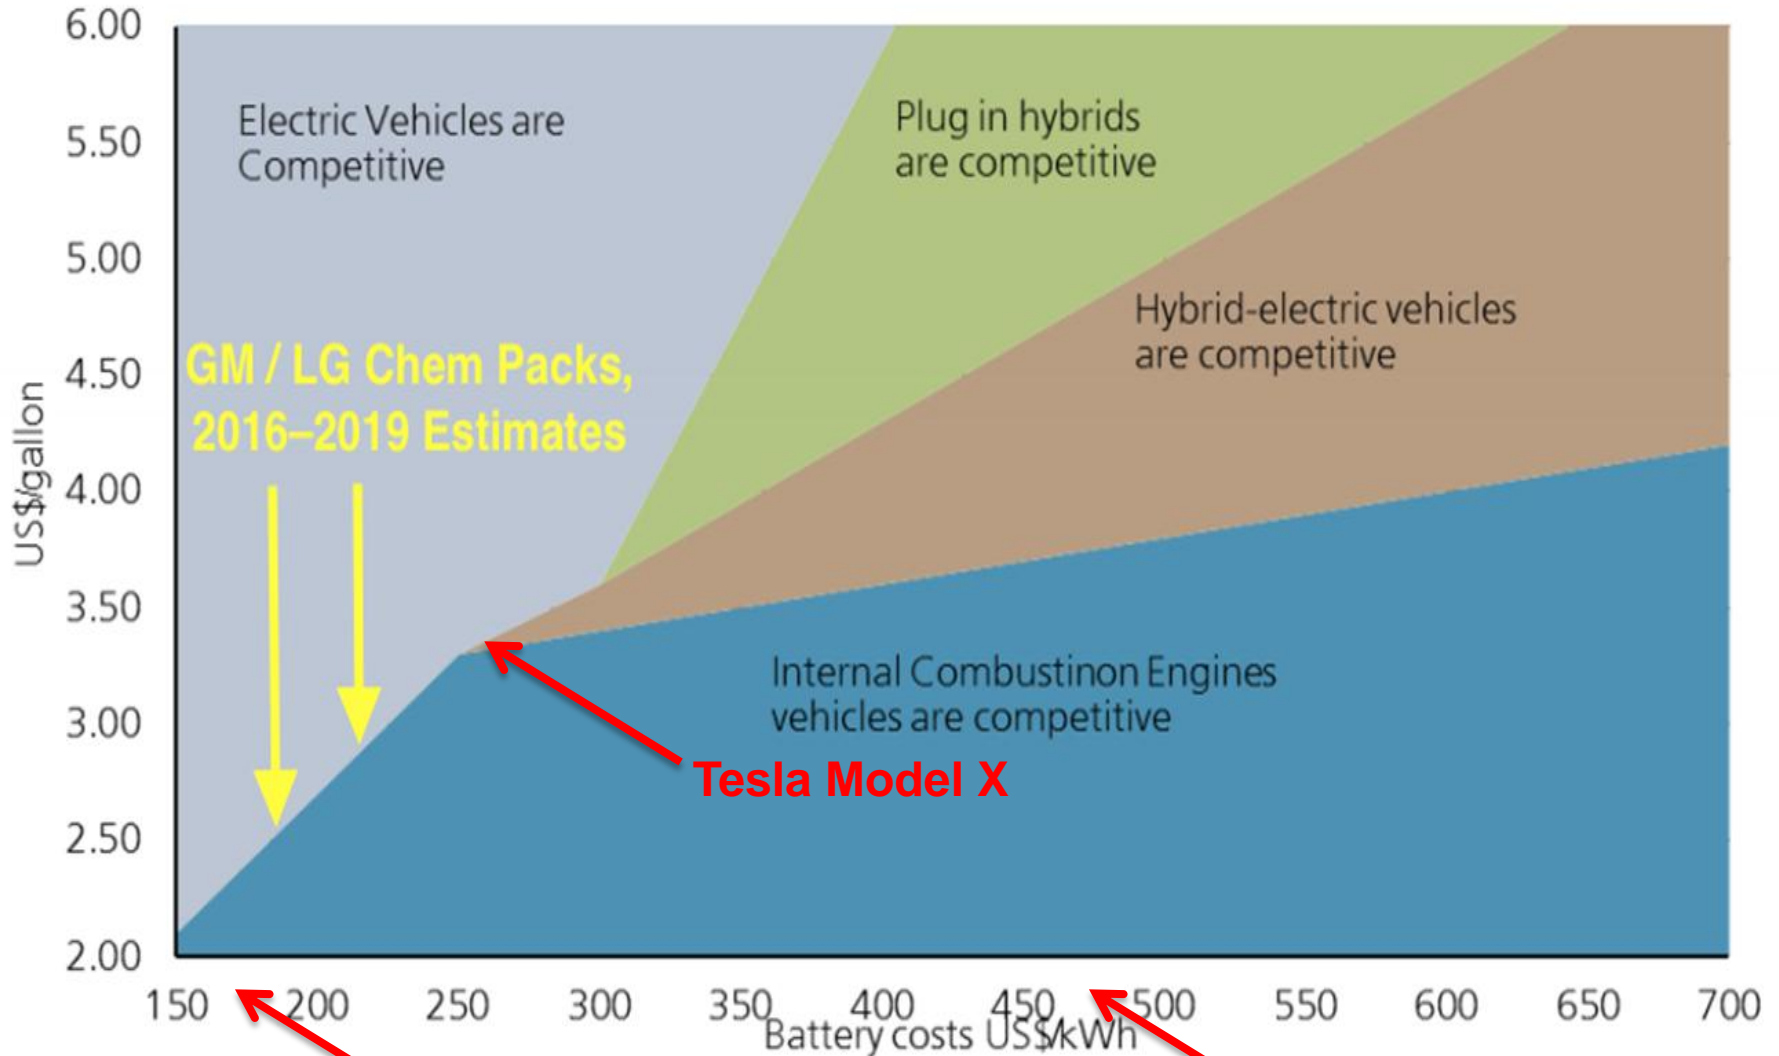 6.00
5.50
5.00
4.50
4.00
3.50
3.00
2.50
2.00
US$/gallon
Electric Vehicles are
Competitive
Plug in hybrids
are competitive
Hybrid-electric vehicles
are competitive
GM / LG Chem Packs,
2016–2019 Estimates
Internal Combustinon Engines
vehicles are competitive
Tesla Model X
150 200 250 300 350 400 450 500 550 600 650 700
Battery costs US$/kWh